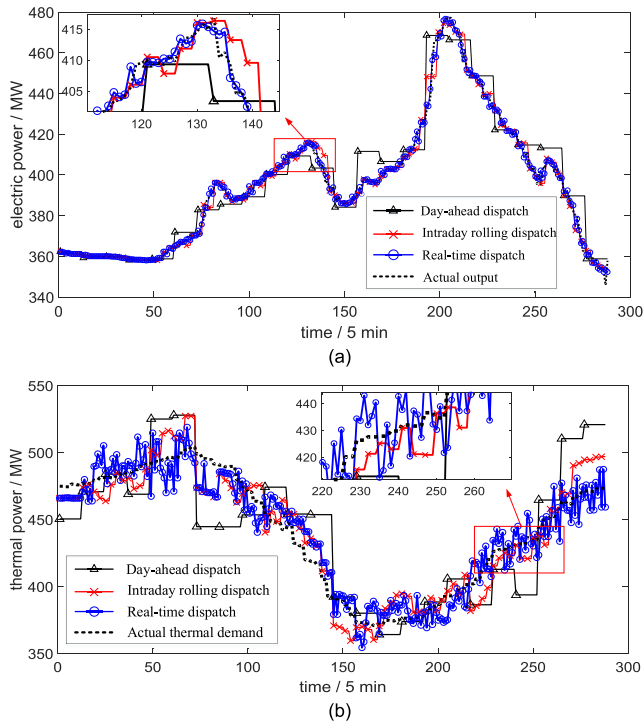 480
460
440
420
400
380
360
340
electric power / MW
415
410
405
120
130
140
Day-ahead dispatch
Intraday rolling dispatch
Real-time dispatch
Actual output
0
50
100
150
200
250
300
time / 5 min
(a)
550
500
450
400
350
thermal power / MW
440
430
420
220
230
240
250
260
Day-ahead dispatch
Intraday rolling dispatch
Real-time dispatch
Actual thermal demand
0
50
100
150
200
250
300
time / 5 min
(b)